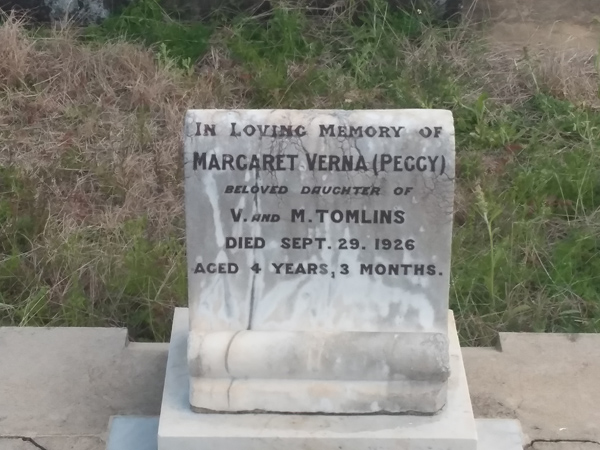 IN LOVING MEMORY OF
MARGARET VERNA (PEGGY)
BELOVED DAUGHTER OF
V. AND M. TOMLINS
DIED SEPT. 29. 1926
AGED 4 YEARS, 3 MONTHS.